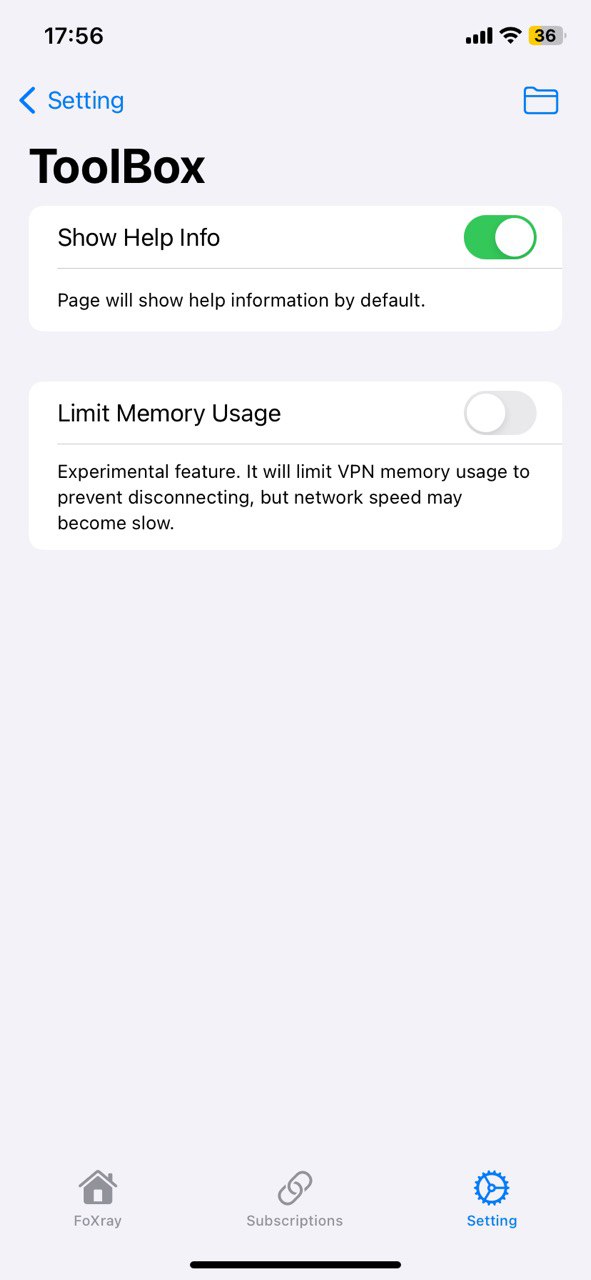 17:56
36
Setting
ToolBox
Show Help Info
Page will show help information by default.
Limit Memory Usage
Experimental feature. It will limit VPN memory usage to
prevent disconnecting, but network speed may
become slow.
FoXray
Subscriptions
Setting